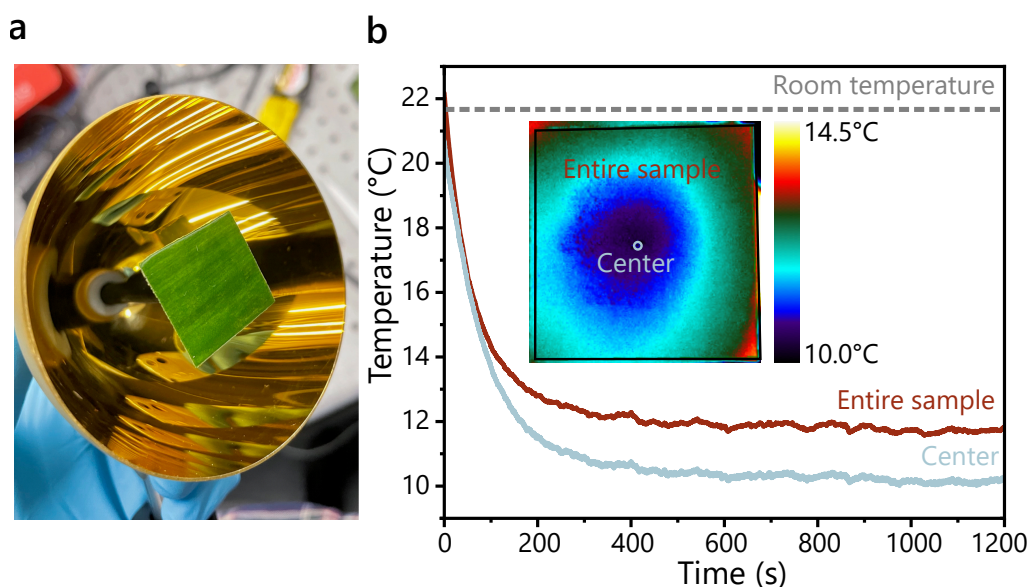 a
b
Temperature (°C)
22
20
18
16
14
12
10
Room temperature
Entire sample
Center
14.5°C
10.0°C
Entire sample
Center
0
200
400
600
800
1000
1200
Time (s)